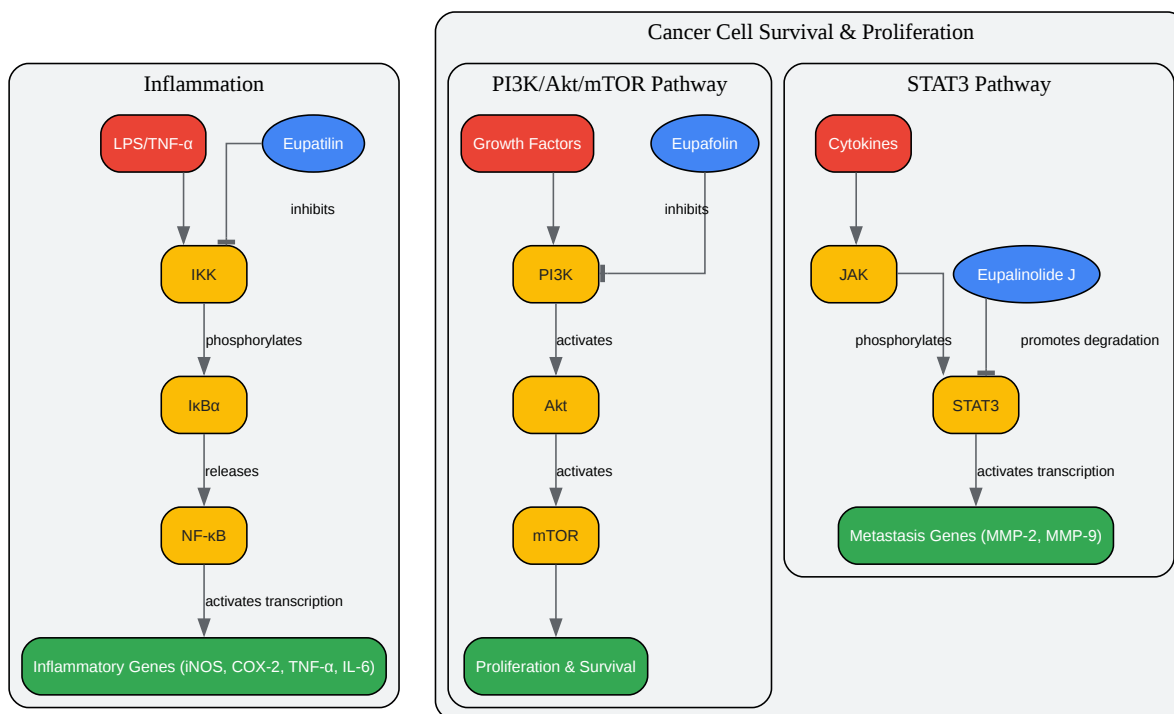 Cancer Cell Survival & Proliferation
Inflammation
LPS/TNF-α
Eupatilin
inhibits
IKK
phosphorylates
IκBα
releases
NF-κB
activates transcription
Inflammatory Genes (iNOS, COX-2, TNF-α, IL-6)
PI3K/Akt/mTOR Pathway
Growth Factors
Eupafolin
inhibits
PI3K
activates
Akt
activates
mTOR
Proliferation & Survival
STAT3 Pathway
Cytokines
JAK
Eupalinolide J
phosphorylates
promotes degradation
STAT3
activates transcription
Metastasis Genes (MMP-2, MMP-9)